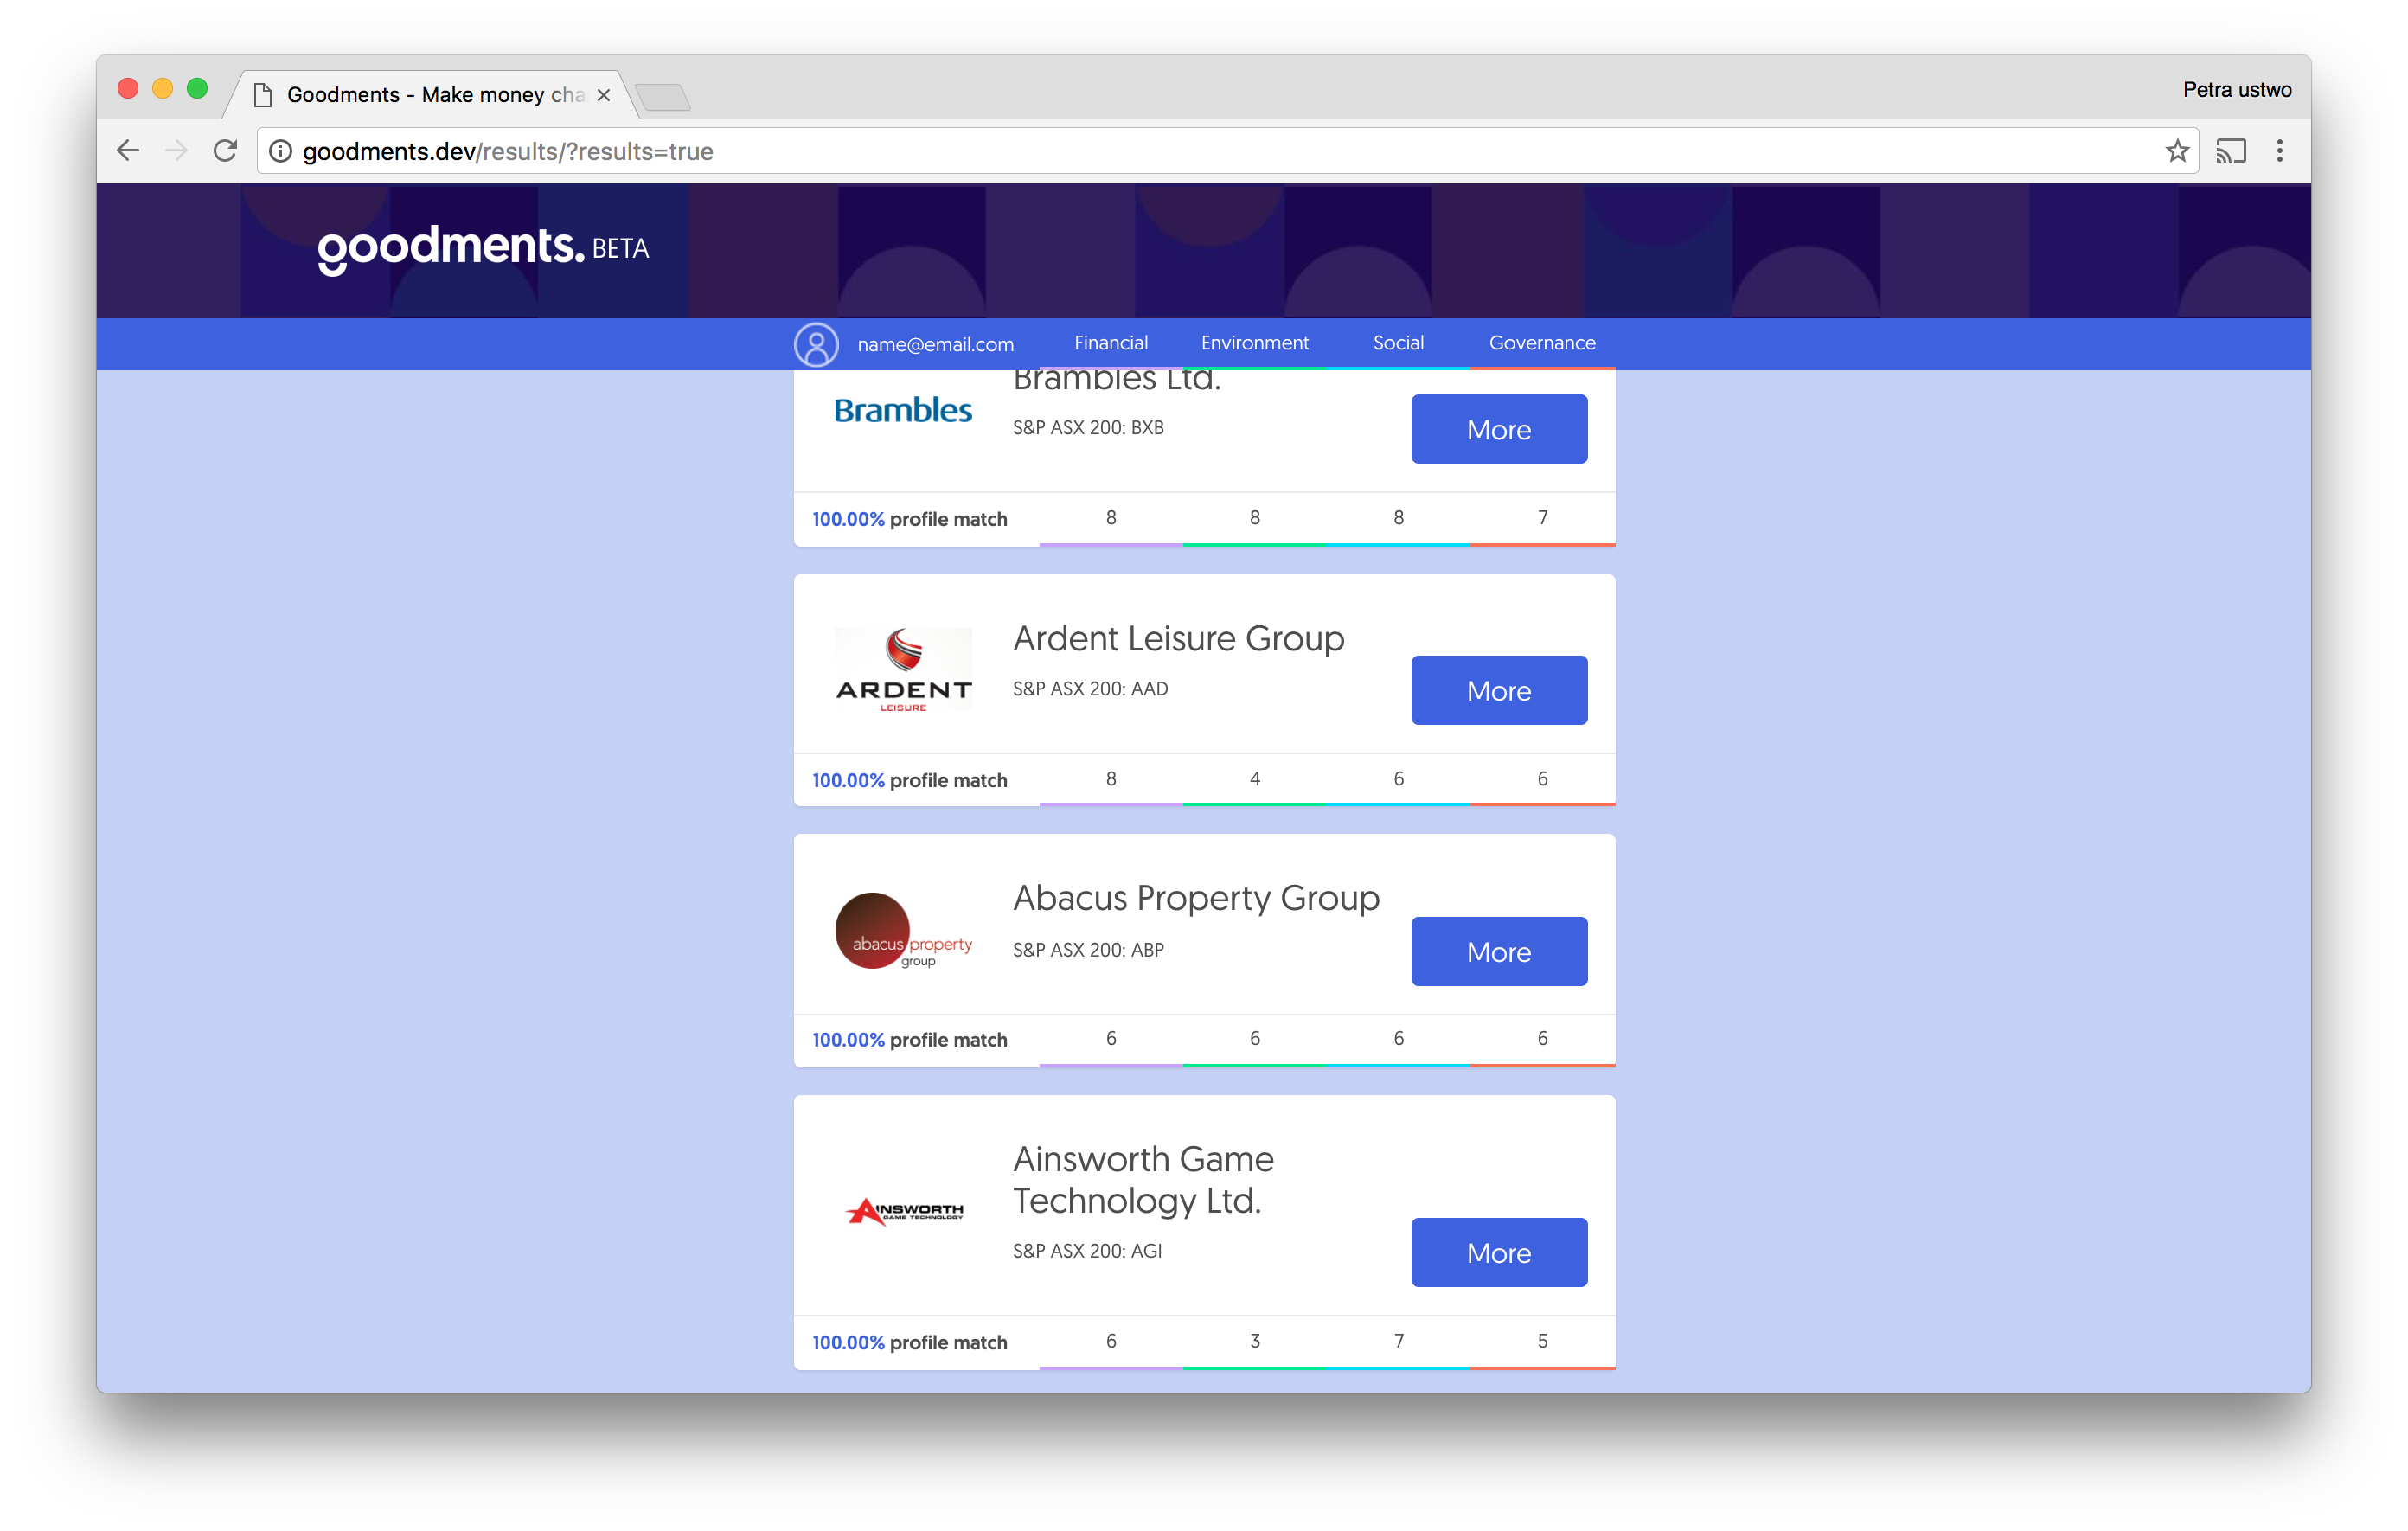 Goodments - Make money cha
Petra ustwo
goodments.dev/results/?results=true
goodments. BETA
name@email.com Financial Environment Social Governance
Brambles Ltd.
Brambles
S&P ASX 200: BXB
More
100.00% profile match 8 8 8 7
Ardent Leisure Group
ARDENT
LEISURE
S&P ASX 200: AAD
More
100.00% profile match 8 4 6 6
Abacus Property Group
abacus property
group
S&P ASX 200: ABP
More
100.00% profile match 6 6 6 6
Ainsworth Game
Technology Ltd.
AINSWORTH
GAME TECHNOLOGY
S&P ASX 200: AGI
More
100.00% profile match 6 3 7 5